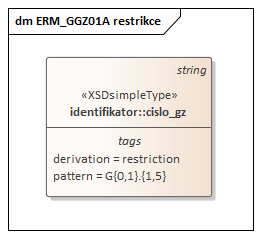 dm ERM_GGZ01A restrikce
string
«XSDsimpleType»
identifikator::cislo_gz
tags
derivation = restriction
pattern = G{0,1}.{1,5}